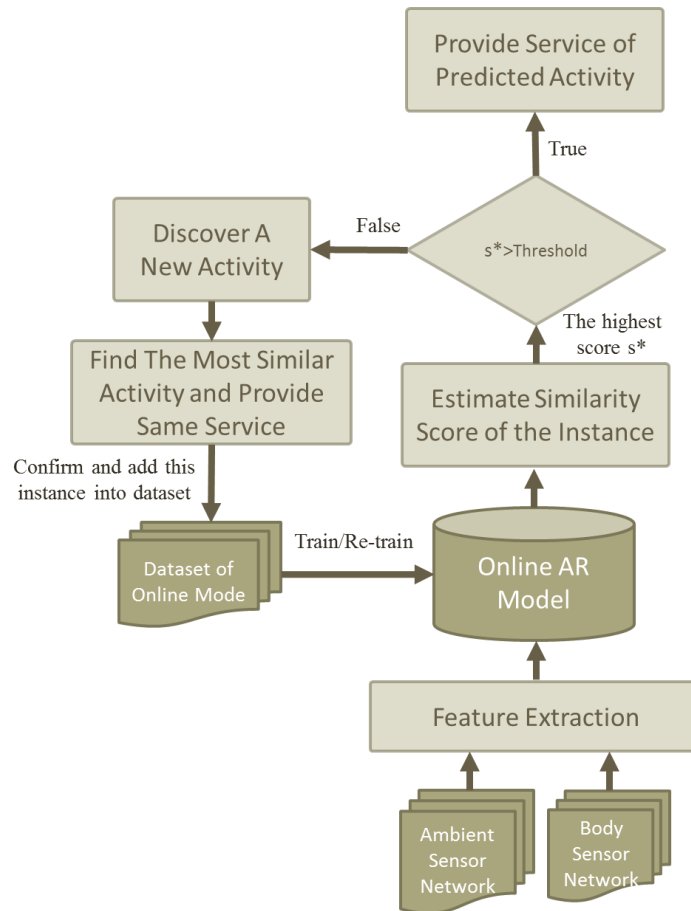 Provide Service of
Predicted Activity
True
False
Discover A
New Activity
s*>Threshold
The highest
score s*
Find The Most Similar
Activity and Provide
Same Service
Estimate Similarity
Score of the Instance
Confirm and add this
instance into dataset
Train/Re-train
Dataset of
Online Mode
Online AR
Model
Feature Extraction
Ambient
Sensor
Network
Body
Sensor
Network